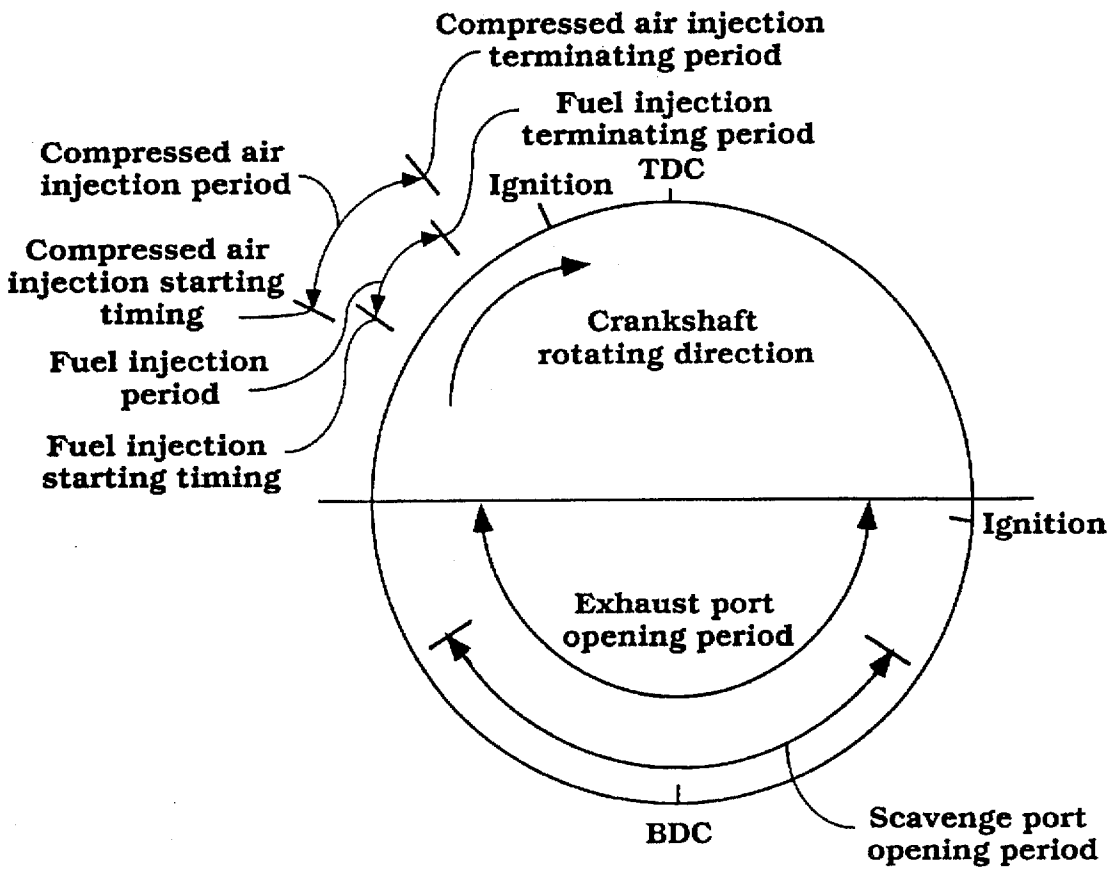 Compressed air injection
terminating period
Fuel injection
terminating period
Compressed air
injection period
Ignition
TDC
Compressed air
injection starting
timing
Crankshaft
rotating direction
Fuel injection
period
Fuel injection
starting timing
Ignition
Exhaust port
opening period
BDC
Scavenge port
opening period